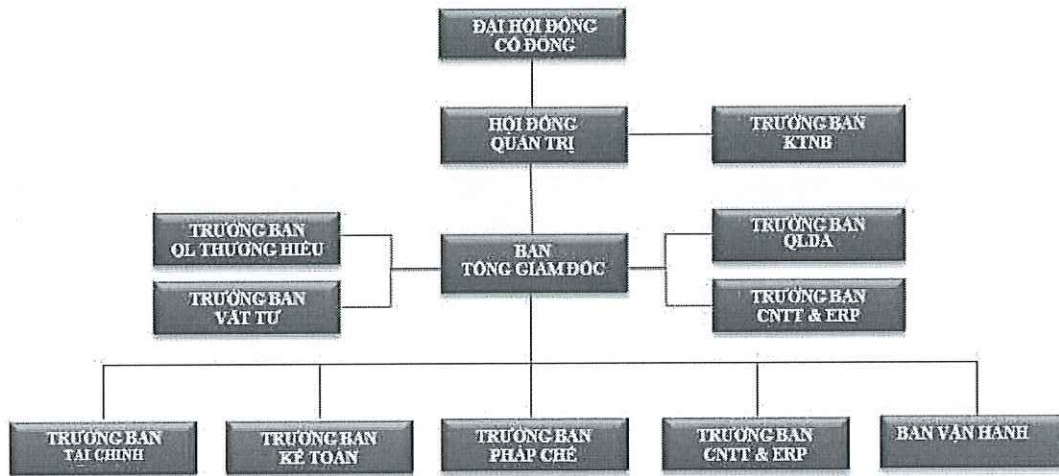 ĐẠI HỘI ĐỒNG
CỔ ĐÔNG
HỘI ĐỒNG
QUẢN TRỊ
TRƯỞNG BAN
KTNB
TRƯỞNG BAN
QL THƯƠNG HIỆU
BAN
TỔNG GIÁM ĐỐC
TRƯỞNG BAN
QLDA
TRƯỞNG BAN
VẬT TƯ
TRƯỞNG BAN
CNTT & ERP
TRƯỞNG BAN
TÀI CHÍNH
TRƯỞNG BAN
KẾ TOÁN
TRƯỞNG BAN
PHÁP CHẾ
TRƯỞNG BAN
CNTT & ERP
BAN VẬN HÀNH